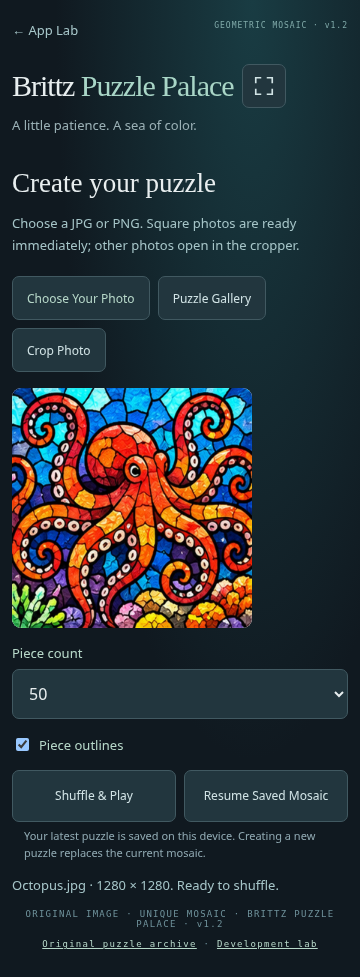 ← App Lab
GEOMETRIC MOSAIC · v1.2
Brittz Puzzle Palace
A little patience. A sea of color.
Create your puzzle
Choose a JPG or PNG. Square photos are ready
immediately; other photos open in the cropper.
Choose Your Photo
Puzzle Gallery
Crop Photo
Piece count
50
Piece outlines
Shuffle & Play
Resume Saved Mosaic
Your latest puzzle is saved on this device. Creating a new
puzzle replaces the current mosaic.
Octopus.jpg · 1280 × 1280. Ready to shuffle.
ORIGINAL IMAGE · UNIQUE MOSAIC · BRITTZ PUZZLE
PALACE · v1.2
Original puzzle archive · Development lab